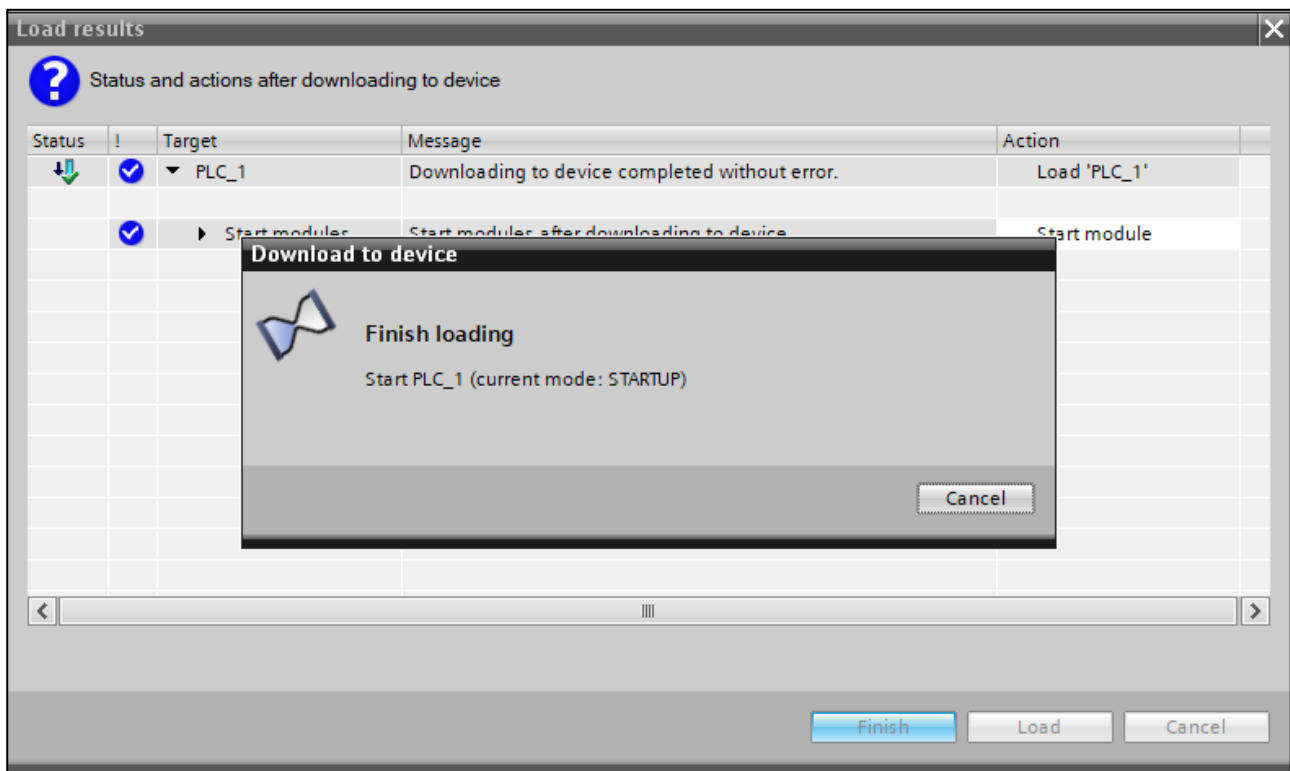 Load results
Status and actions after downloading to device
Status ! Target Message Action
PLC_1 Downloading to device completed without error. Load 'PLC_1'
Start modules Start modules after downloading to device. Start module
Download to device
Finish loading
Start PLC_1 (current mode: STARTUP)
Cancel
Finish Load Cancel